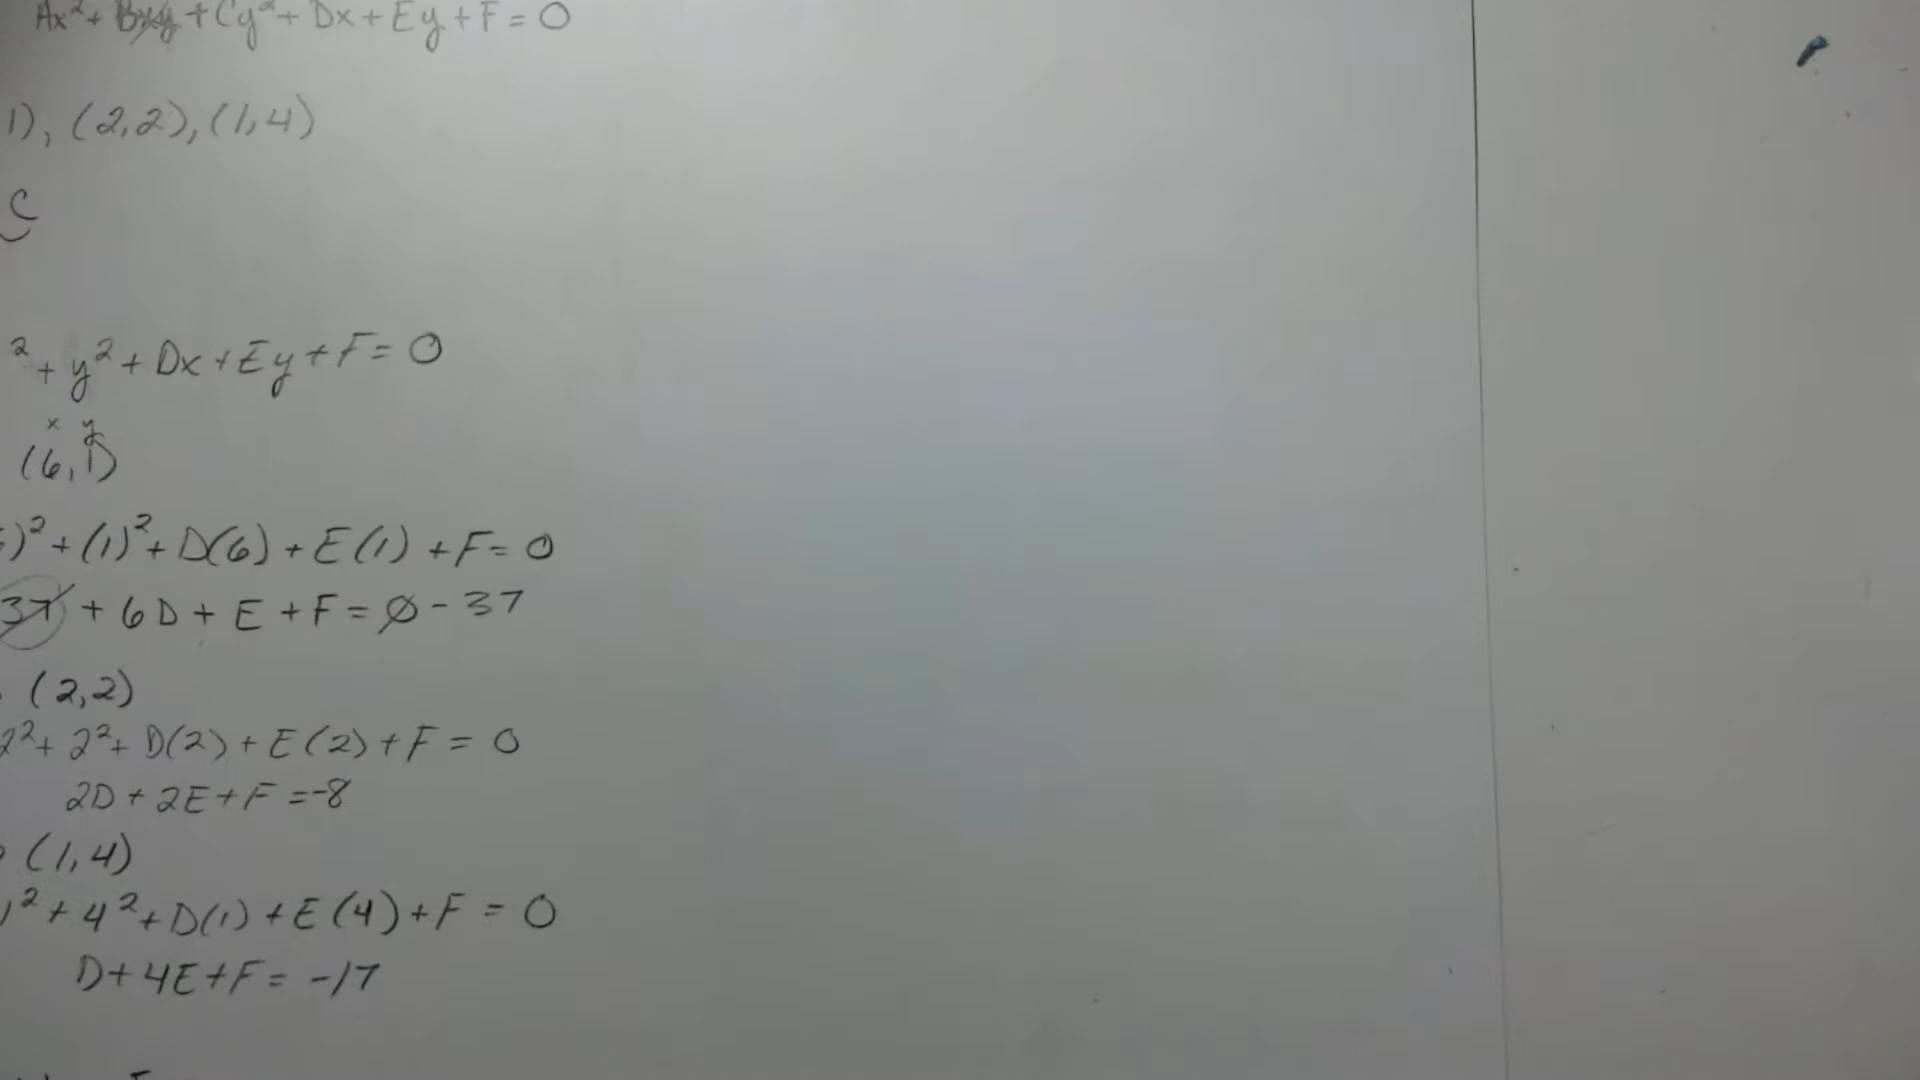 Ax² + Bxy + Cy² + Dx + Ey + F = 0
1), (2,2), (1,4)
C
² + y² + Dx + Ey + F = 0
x y
(6,1)
)² + (1)² + D(6) + E(1) + F = 0
37 + 6D + E + F = 0 - 37
(2,2)
2² + 2² + D(2) + E(2) + F = 0
2D + 2E + F = -8
(1,4)
1² + 4² + D(1) + E(4) + F = 0
D + 4E + F = -17